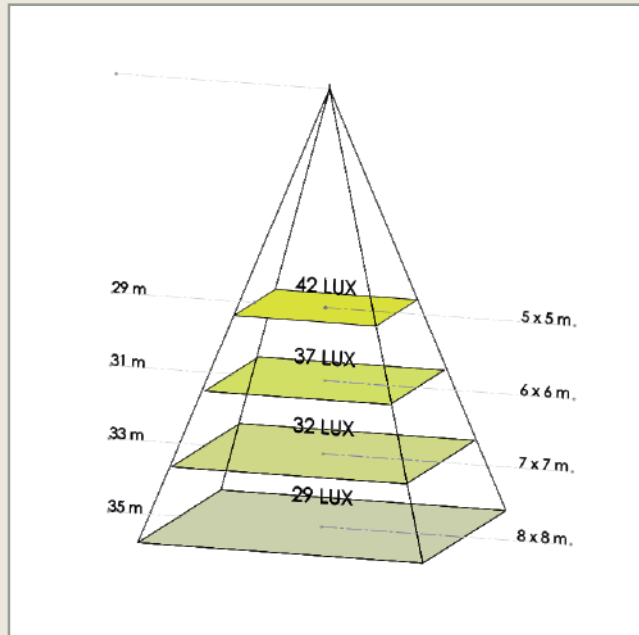 42 LUX
29 m
5 x 5 m.
37 LUX
31 m
6 x 6 m.
32 LUX
33 m
7 x 7 m.
29 LUX
35 m
8 x 8 m.